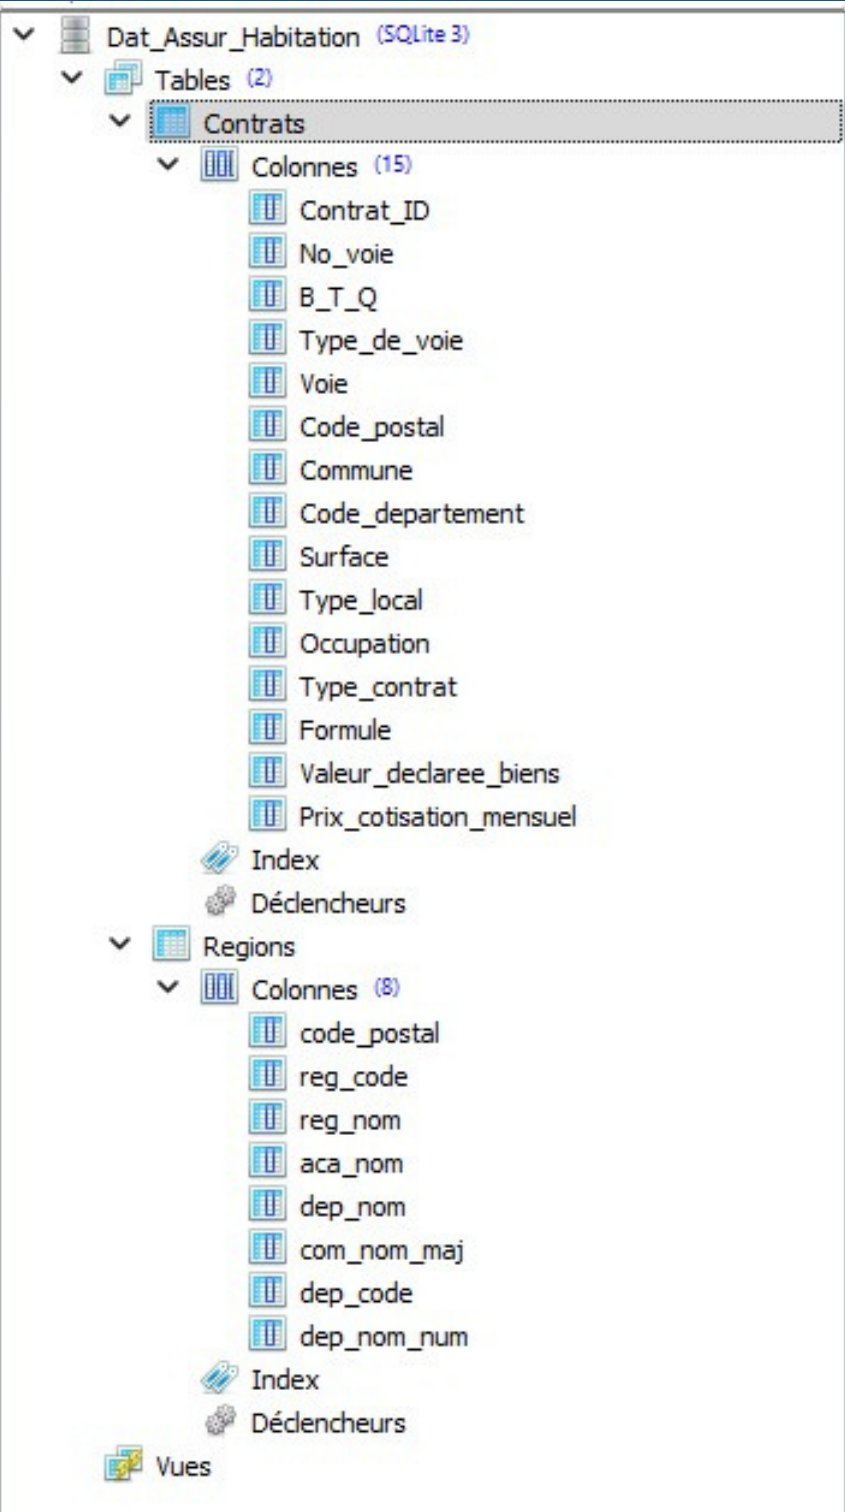 Dat_Assur_Habitation (SQLite 3)
Tables (2)
Contrats
Colonnes (15)
Contrat_ID
No_voie
B_T_Q
Type_de_voie
Voie
Code_postal
Commune
Code_departement
Surface
Type_local
Occupation
Type_contrat
Formule
Valeur_declaree_biens
Prix_cotisation_mensuel
Index
Déclencheurs
Regions
Colonnes (8)
code_postal
reg_code
reg_nom
aca_nom
dep_nom
com_nom_maj
dep_code
dep_nom_num
Index
Déclencheurs
Vues